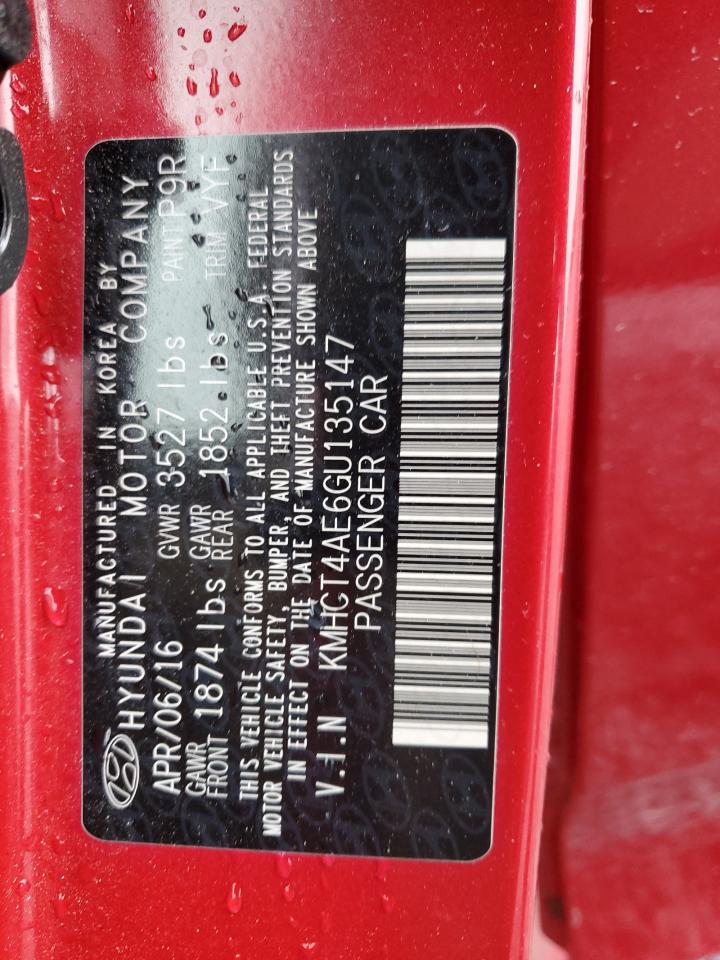 MANUFACTURED IN KOREA BY
HYUNDAI MOTOR COMPANY
APR/06/16 GVWR 3527 lbs PAINT P9R
GAWR FRONT 1874 lbs GAWR REAR 1852 lbs TRIM VYF
THIS VEHICLE CONFORMS TO ALL APPLICABLE U.S.A. FEDERAL
MOTOR VEHICLE SAFETY, BUMPER, AND THEFT PREVENTION STANDARDS
IN EFFECT ON THE DATE OF MANUFACTURE SHOWN ABOVE
V.I.N KMHCT4AE6GU135147
PASSENGER CAR